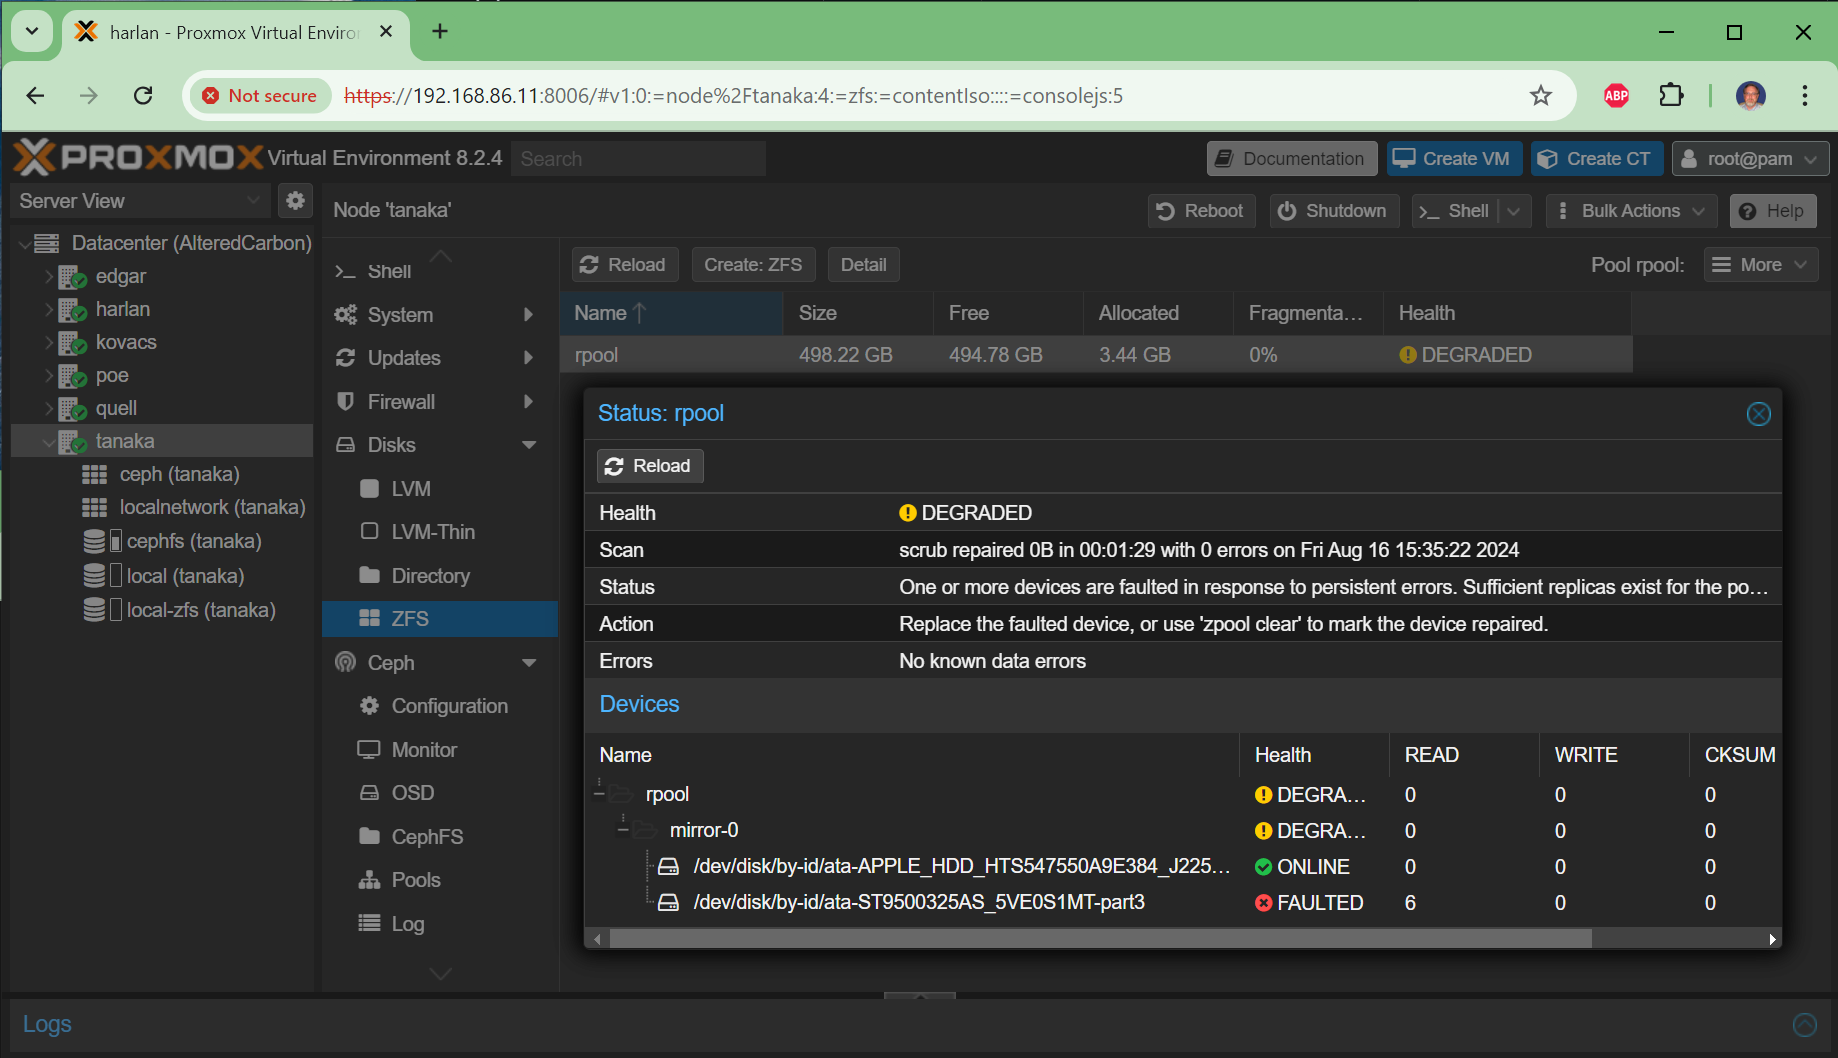 harlan - Proxmox Virtual Enviro
Not secure https://192.168.86.11:8006/#v1:0:=node%2Ftanaka:4:=zfs:=contentIso::::=consolejs:5
ABP
PROXMOX Virtual Environment 8.2.4 Search Documentation Create VM Create CT root@pam
Server View
Node 'tanaka' Reboot Shutdown Shell Bulk Actions Help
Datacenter (AlteredCarbon)
edgar
harlan
kovacs
poe
quell
tanaka
ceph (tanaka)
localnetwork (tanaka)
cephfs (tanaka)
local (tanaka)
local-zfs (tanaka)
Shell
System
Updates
Firewall
Disks
LVM
LVM-Thin
Directory
ZFS
Ceph
Configuration
Monitor
OSD
CephFS
Pools
Log
Reload Create: ZFS Detail Pool rpool: More
Name Size Free Allocated Fragmenta... Health
rpool 498.22 GB 494.78 GB 3.44 GB 0% DEGRADED
Status: rpool
Reload
Health DEGRADED
Scan scrub repaired 0B in 00:01:29 with 0 errors on Fri Aug 16 15:35:22 2024
Status One or more devices are faulted in response to persistent errors. Sufficient replicas exist for the po...
Action Replace the faulted device, or use 'zpool clear' to mark the device repaired.
Errors No known data errors
Devices
Name Health READ WRITE CKSUM
rpool DEGRA... 0 0 0
mirror-0 DEGRA... 0 0 0
/dev/disk/by-id/ata-APPLE_HDD_HTS547550A9E384_J225... ONLINE 0 0 0
/dev/disk/by-id/ata-ST9500325AS_5VE0S1MT-part3 FAULTED 6 0 0
Logs